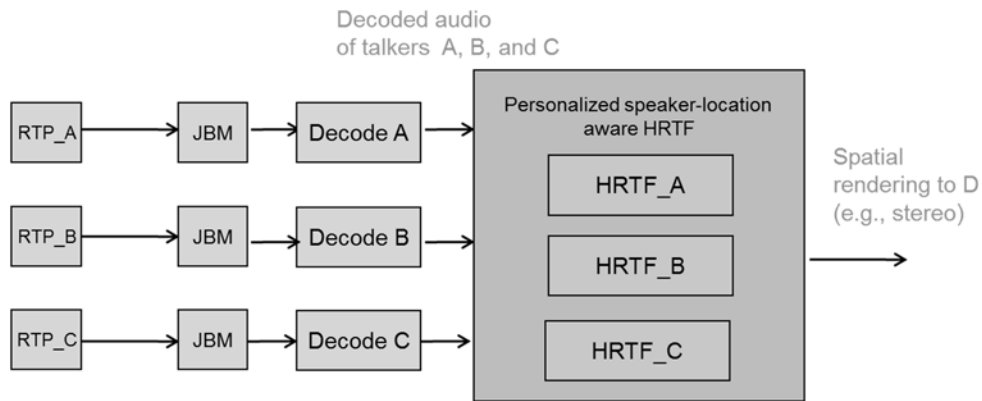 Decoded audio
of talkers A, B, and C
Personalized speaker-location
aware HRTF
RTP_A
JBM
Decode A
HRTF_A
Spatial
rendering to D
(e.g., stereo)
RTP_B
JBM
Decode B
HRTF_B
RTP_C
JBM
Decode C
HRTF_C